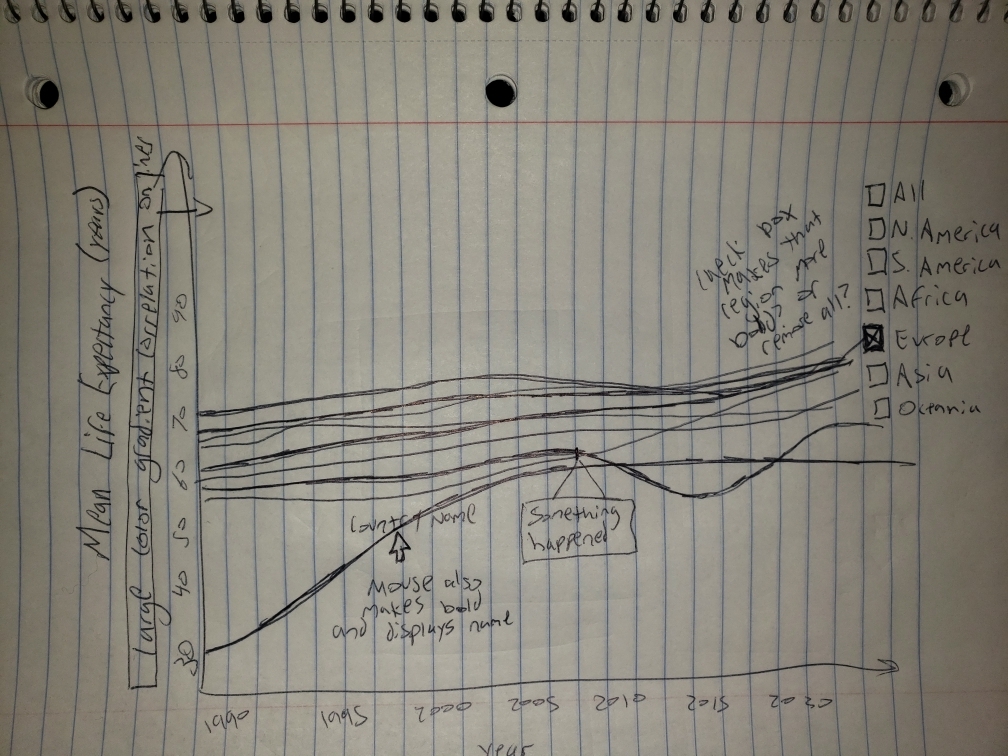 Mean Life Expectancy (years)
Large color gradient correlation on lines
90
80
70
60
50
40
30
All
N. America
S. America
Africa
Europe
Asia
Oceania
check box
makes that
region more
bold or
remove all?
Country Name
Mouse also
makes bold
and displays name
Something
happened
1990
1995
2000
2005
2010
2015
2020
year